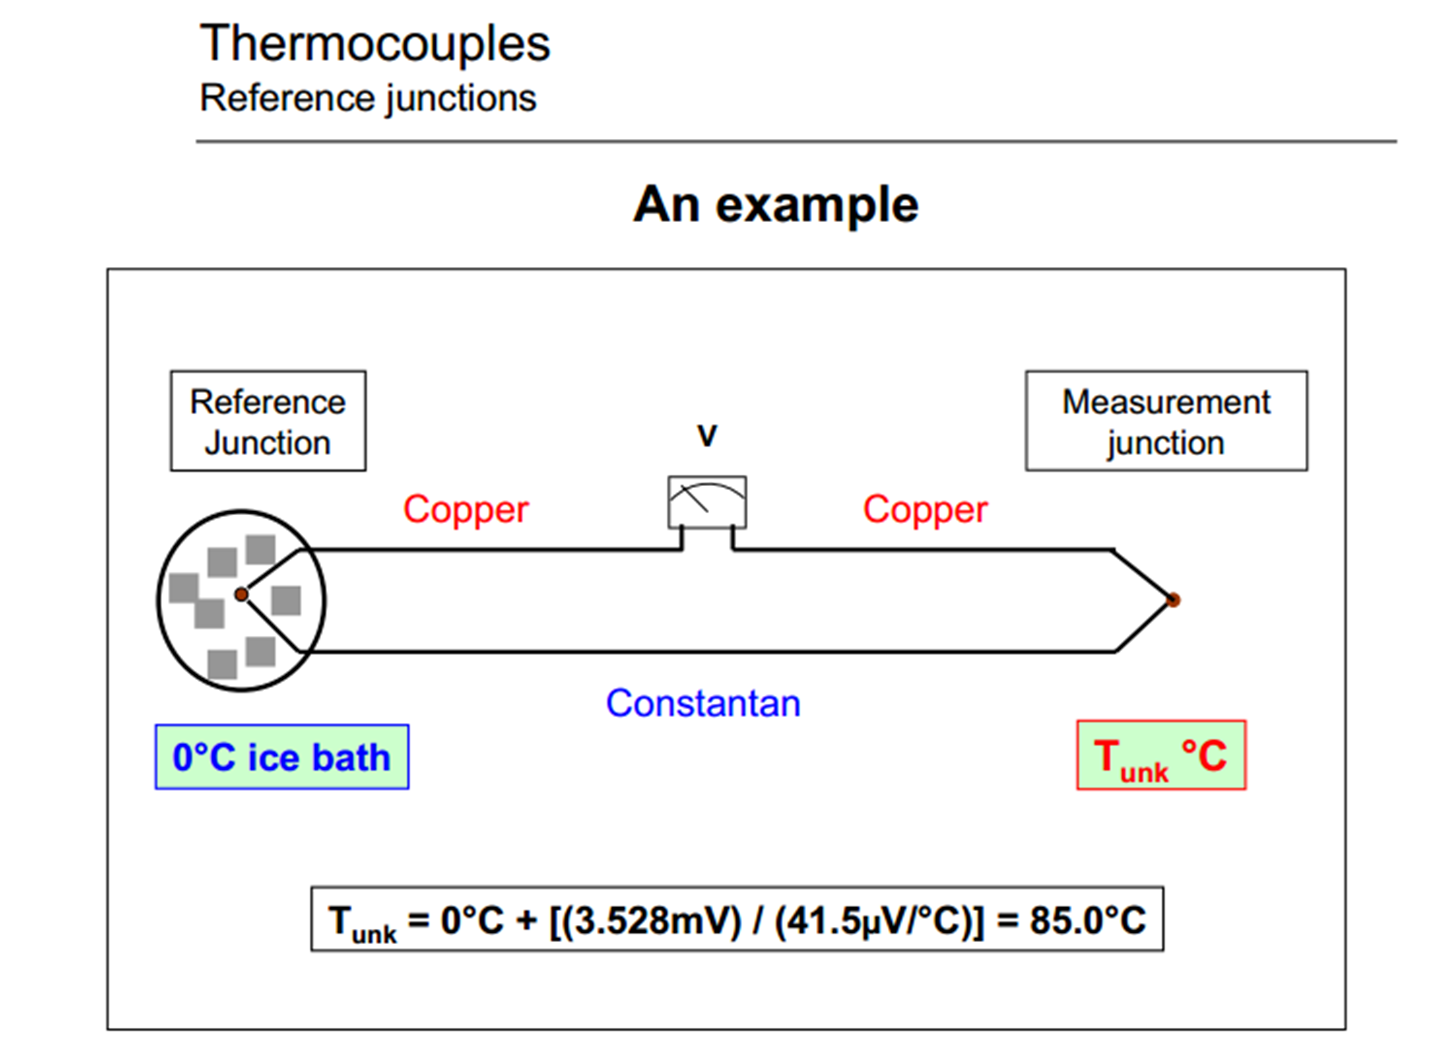 Thermocouples
Reference junctions
An example
Reference
Junction
Measurement
junction
V
Copper
Copper
Constantan
0°C ice bath
Tunk °C
Tunk = 0°C + [(3.528mV) / (41.5µV/°C)] = 85.0°C